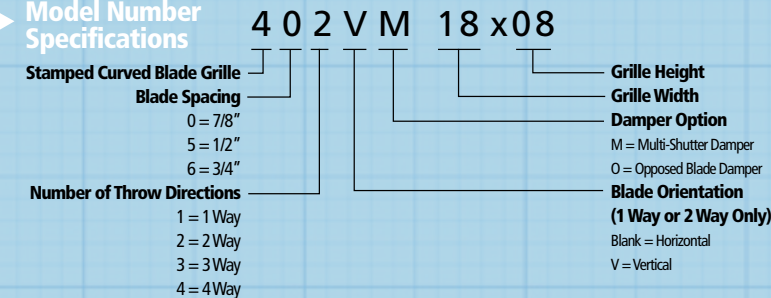 Model Number
Specifications
4 0 2 V M 18 x08
Stamped Curved Blade Grille
Blade Spacing
0 = 7/8"
5 = 1/2"
6 = 3/4"
Number of Throw Directions
1 = 1 Way
2 = 2 Way
3 = 3 Way
4 = 4 Way
Grille Height
Grille Width
Damper Option
M = Multi-Shutter Damper
O = Opposed Blade Damper
Blade Orientation
(1 Way or 2 Way Only)
Blank = Horizontal
V = Vertical